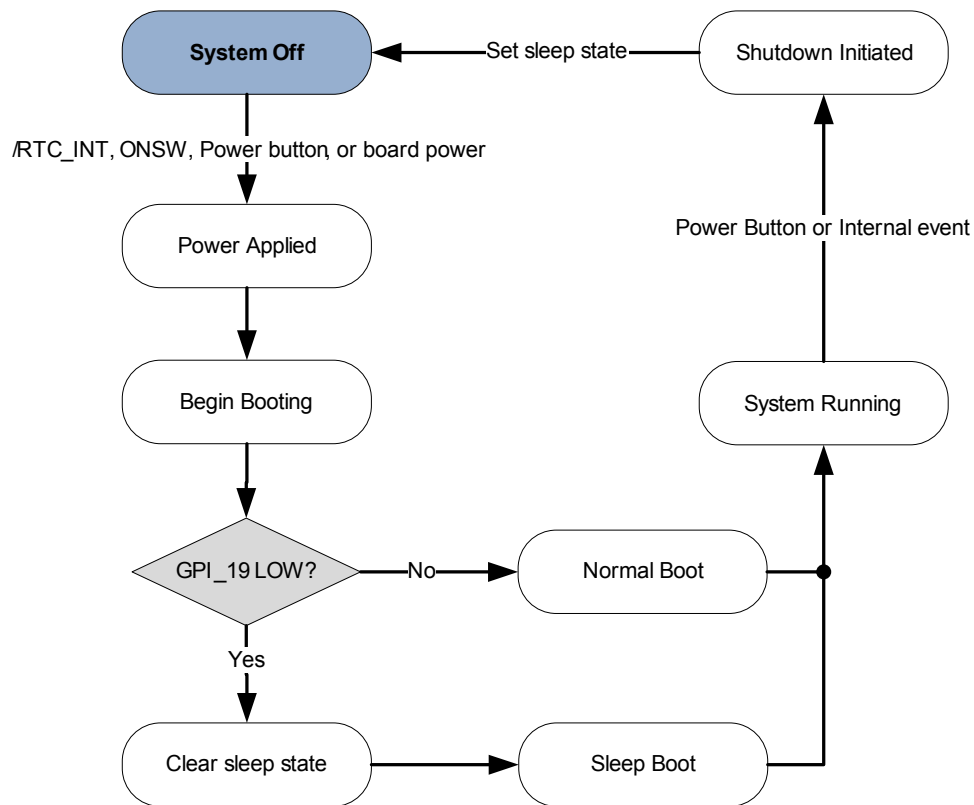 System Off
Set sleep state
Shutdown Initiated
/RTC_INT, ONSW, Power button, or board power
Power Applied
Power Button or Internal event
Begin Booting
System Running
GPI_19 LOW?
No
Normal Boot
Yes
Clear sleep state
Sleep Boot